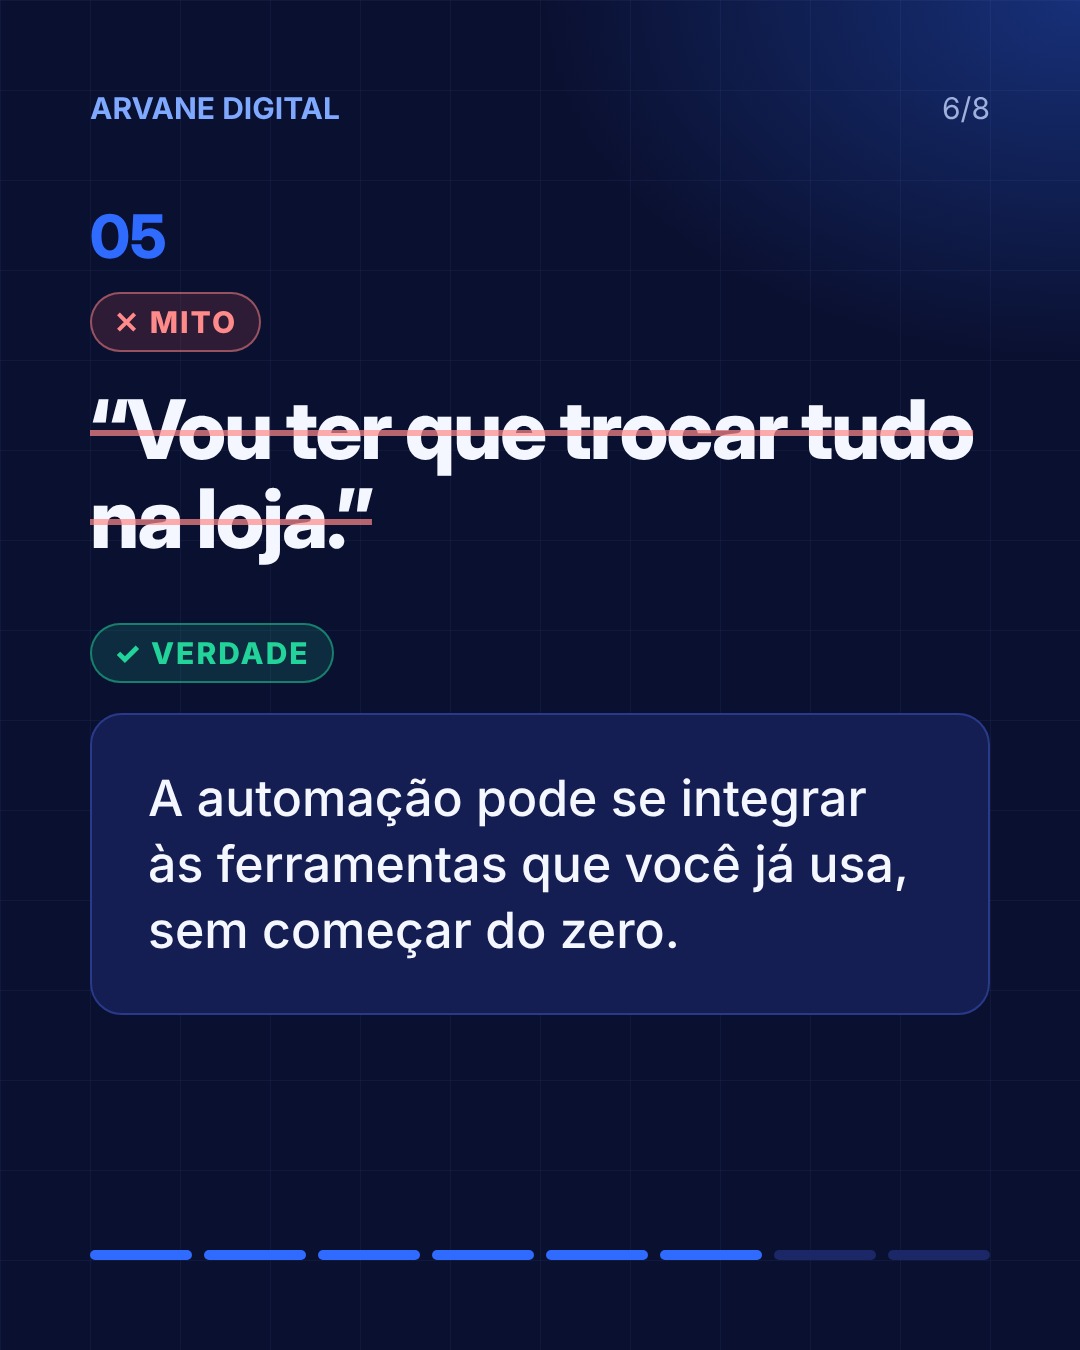 ARVANE DIGITAL
6/8
05
✕ MITO
“Vou ter que trocar tudo
na loja.”
✓ VERDADE
A automação pode se integrar
às ferramentas que você já usa,
sem começar do zero.